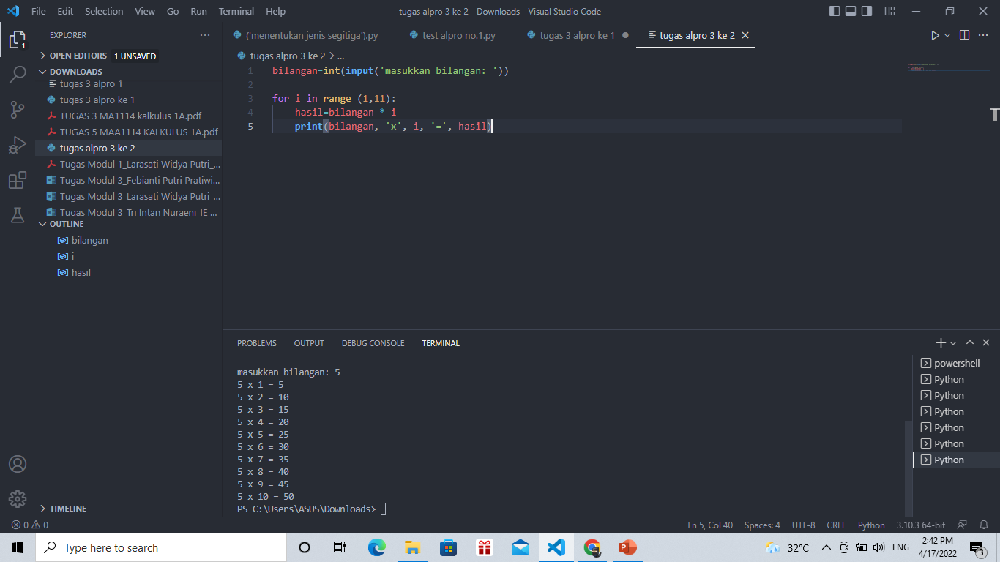 File Edit Selection View Go Run Terminal Help
tugas alpro 3 ke 2 - Downloads - Visual Studio Code
EXPLORER
OPEN EDITORS 1 UNSAVED
DOWNLOADS
tugas 3 alpro 1
tugas 3 alpro ke 1
TUGAS 3 MA1114 kalkulus 1A.pdf
TUGAS 5 MAA1114 KALKULUS 1A.pdf
tugas alpro 3 ke 2
Tugas Modul 1_Larasati Widya Putri_...
Tugas Modul 3_Febianti Putri Pratiwi...
Tugas Modul 3_Larasati Widya Putri_...
Tugas Modul 3_Tri Intan Nuraeni_IE ...
OUTLINE
bilangan
i
hasil
TIMELINE
('menentukan jenis segitiga').py
test alpro no.1.py
tugas 3 alpro ke 1
tugas alpro 3 ke 2
tugas alpro 3 ke 2 > ...
1 bilangan=int(input('masukkan bilangan: '))
2
3 for i in range (1,11):
4 hasil=bilangan * i
5 print(bilangan, 'x', i, '=', hasil)
PROBLEMS OUTPUT DEBUG CONSOLE TERMINAL
masukkan bilangan: 5
5 x 1 = 5
5 x 2 = 10
5 x 3 = 15
5 x 4 = 20
5 x 5 = 25
5 x 6 = 30
5 x 7 = 35
5 x 8 = 40
5 x 9 = 45
5 x 10 = 50
PS C:\Users\ASUS\Downloads>
powershell
Python
Python
Python
Python
Python
Python
0 0
Ln 5, Col 40 Spaces: 4 UTF-8 CRLF Python 3.10.3 64-bit
Type here to search
32°C
ENG
2:42 PM
4/17/2022
3